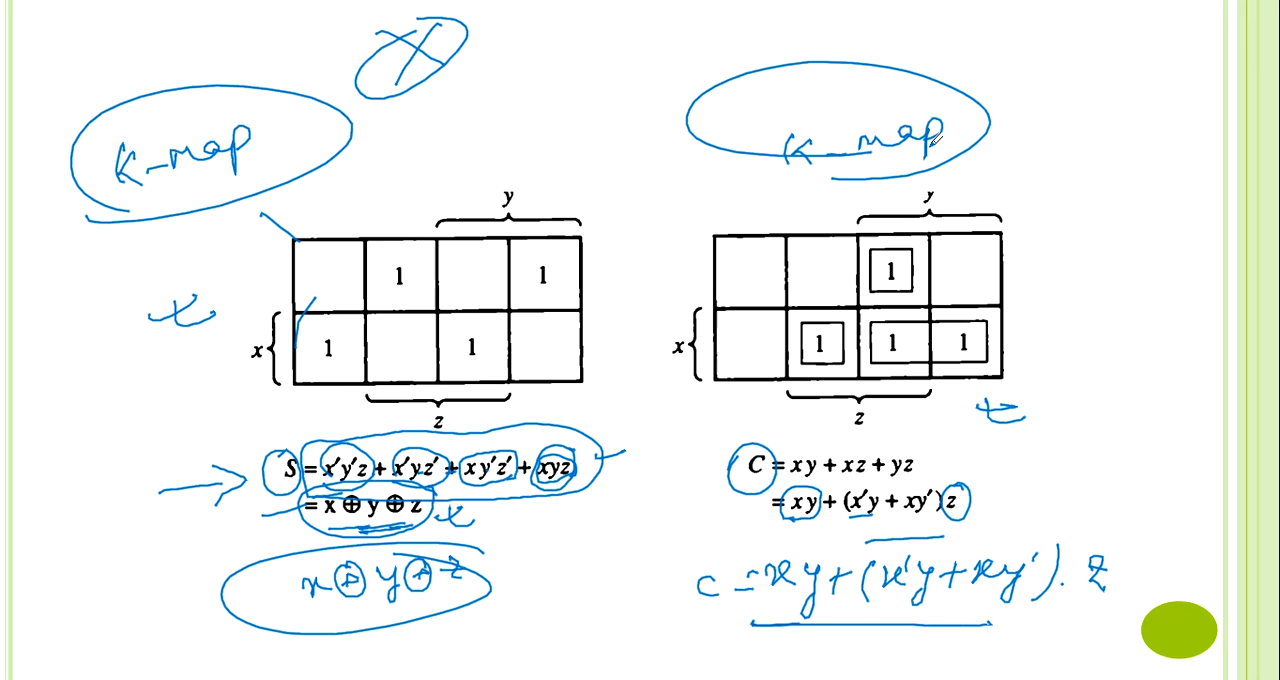 K-map
K-map
y
y
1 1
1
x 1 1
x 1 1 1
z
z
S = x'y'z + x'yz' + xy'z' + xyz
= x ⊕ y ⊕ z
C = xy + xz + yz
= xy + (x'y + xy')z
x ⊕ y ⊕ z
C = xy + (x'y + xy'). z